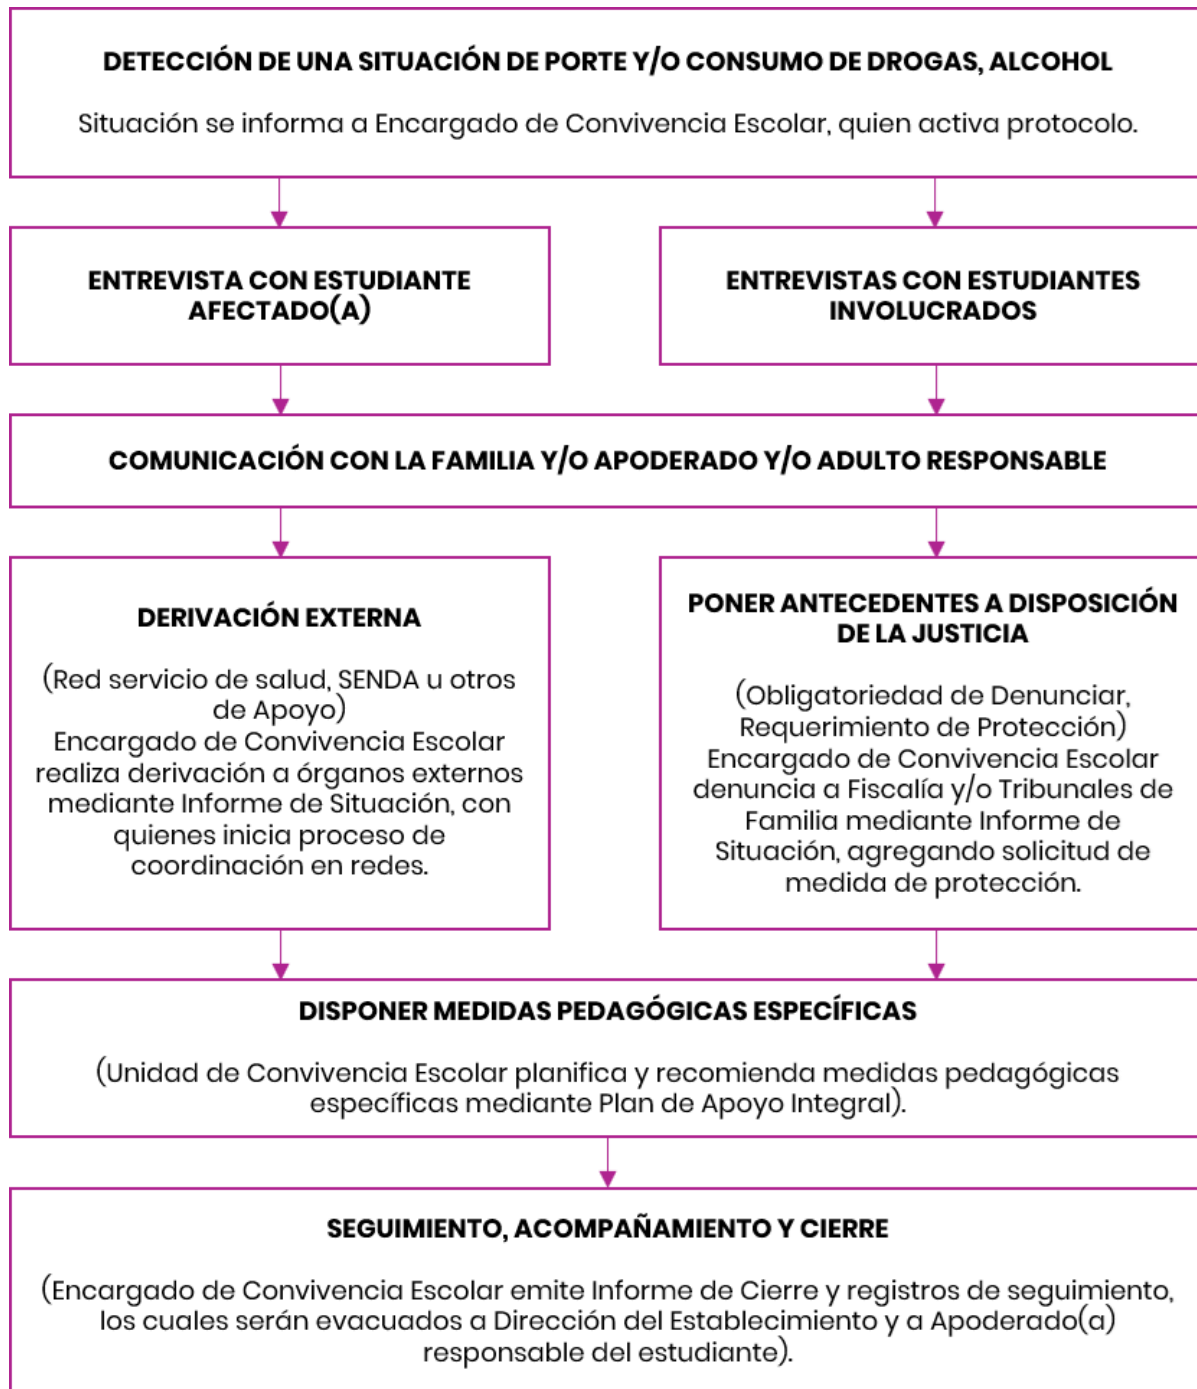 DETECCIÓN DE UNA SITUACIÓN DE PORTE Y/O CONSUMO DE DROGAS, ALCOHOL
Situación se informa a Encargado de Convivencia Escolar, quien activa protocolo.
ENTREVISTA CON ESTUDIANTE
AFECTADO(A)
ENTREVISTAS CON ESTUDIANTES
INVOLUCRADOS
COMUNICACIÓN CON LA FAMILIA Y/O APODERADO Y/O ADULTO RESPONSABLE
DERIVACIÓN EXTERNA
(Red servicio de salud, SENDA u otros
de Apoyo)
Encargado de Convivencia Escolar
realiza derivación a órganos externos
mediante Informe de Situación, con
quienes inicia proceso de
coordinación en redes.
PONER ANTECEDENTES A DISPOSICIÓN
DE LA JUSTICIA
(Obligatoriedad de Denunciar,
Requerimiento de Protección)
Encargado de Convivencia Escolar
denuncia a Fiscalía y/o Tribunales de
Familia mediante Informe de
Situación, agregando solicitud de
medida de protección.
DISPONER MEDIDAS PEDAGÓGICAS ESPECÍFICAS
(Unidad de Convivencia Escolar planifica y recomienda medidas pedagógicas
específicas mediante Plan de Apoyo Integral).
SEGUIMIENTO, ACOMPAÑAMIENTO Y CIERRE
(Encargado de Convivencia Escolar emite Informe de Cierre y registros de seguimiento,
los cuales serán evacuados a Dirección del Establecimiento y a Apoderado(a)
responsable del estudiante).